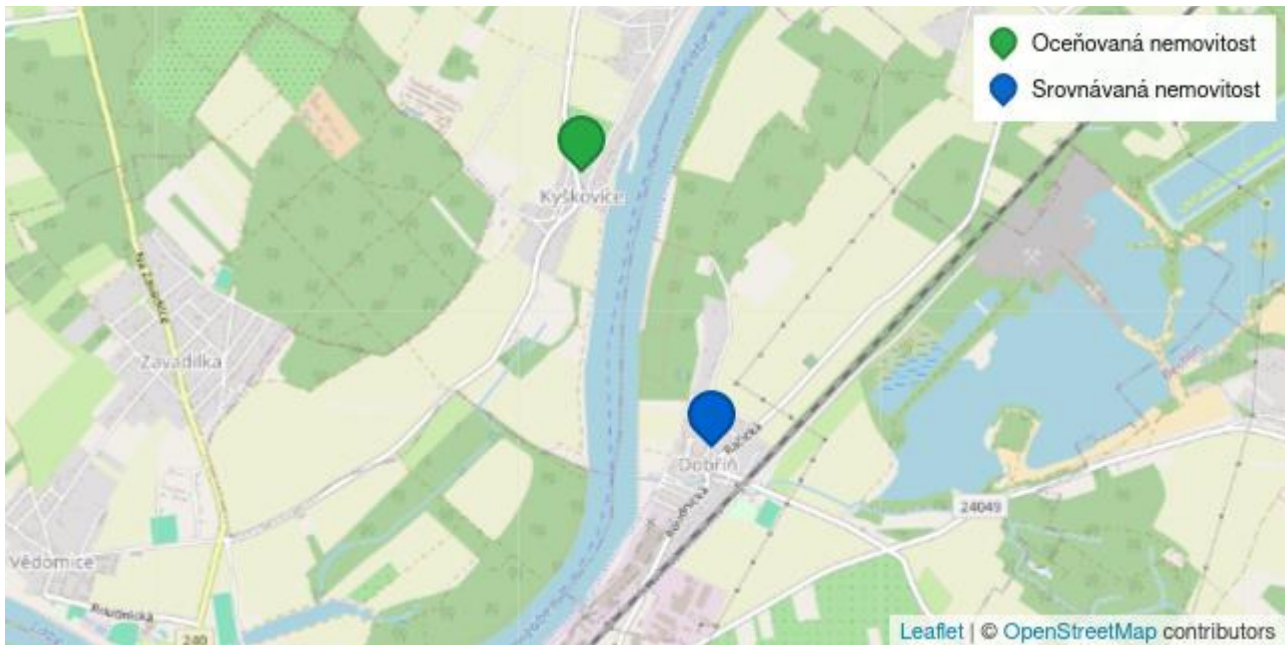 Oceňovaná nemovitost
Srovnávaná nemovitost
Kyškovice
Na Zavadilce
Zavadilka
Račická
Dobříň
Roudnická
24049
Vědomice
Roudnická
240
Leaflet | © OpenStreetMap contributors